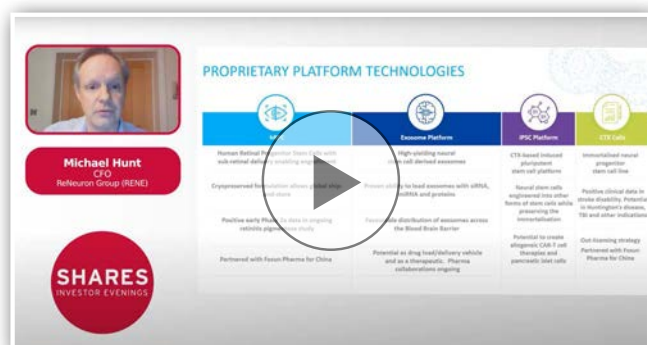 PROPRIETARY PLATFORM TECHNOLOGIES
Michael Hunt
CFO
ReNeuron Group (RENE)
SHARES
INVESTOR EVENINGS
Human Retinal Progenitor Stem Cells with
sub retinal delivery enabling
Cryopreserved formulation allows global ship
and store
Positive early Phase 2a data in ongoing
retinitis pigmentosa study
Partnered with Fosun Pharma for China
Exosome Platform
High-yielding neural
stem cell derived exosomes
Proven ability to load exosomes with siRNA,
miRNA and proteins
Favourable distribution of exosomes across
the Blood Brain Barrier
Potential as drug load/delivery vehicle
and as a therapeutic. Pharma
collaborations ongoing
iPSC Platform
CTX-based induced
pluripotent
stem cell platform
Neural stem cells
engineered into other
forms of stem cells while
preserving the
immortalisation
Potential to create
allogenic CAR-T cell
therapies and
pancreatic islet cells
CTX Cells
Immortalised neural
progenitor
stem cell line
Positive clinical data in
stroke disability. Potential
in Huntington's disease,
TBI and other indications
Out-licensing strategy
Partnered with Fosun
Pharma for China